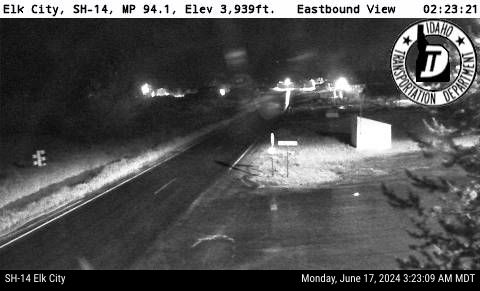 Elk City, SH-14, MP 94.1, Elev 3,939ft. Eastbound View 02:23:21
IDAHO
TRANSPORTATION DEPARTMENT
SH-14 Elk City Monday, June 17, 2024 3:23:09 AM MDT